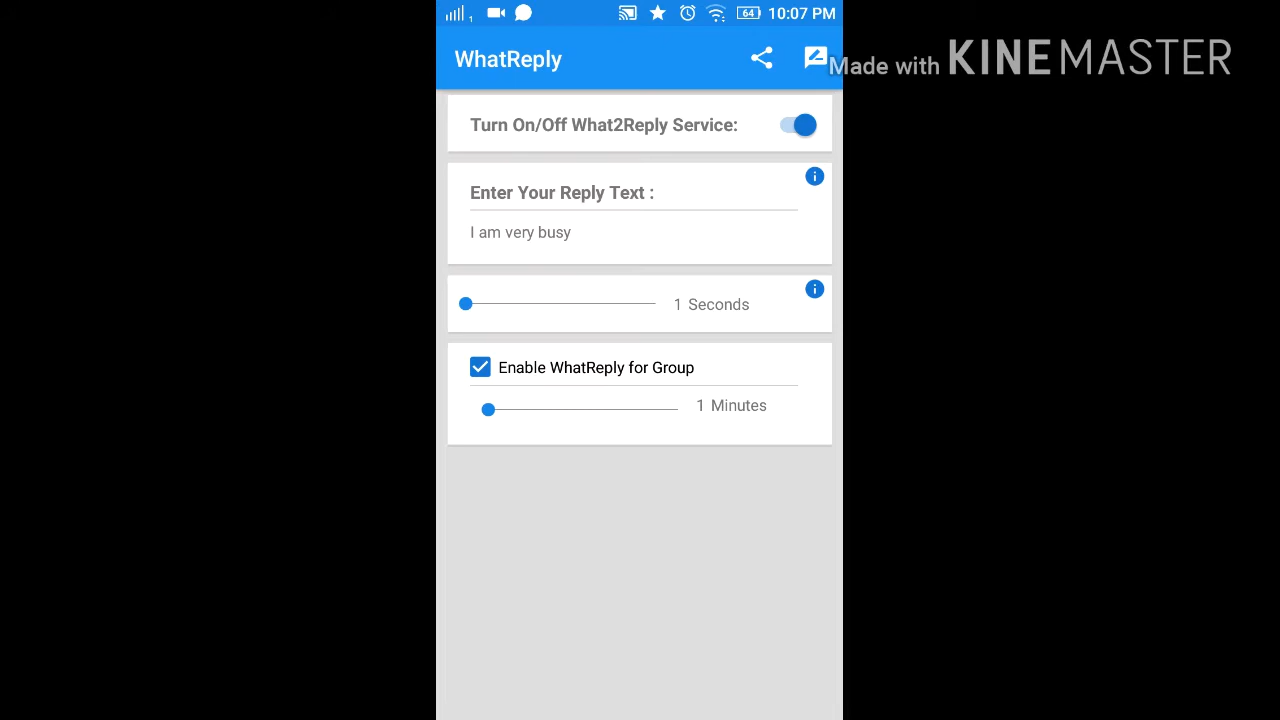 1 64 10:07 PM
WhatReply
Made with KINEMASTER
Turn On/Off What2Reply Service:
Enter Your Reply Text :
I am very busy
1 Seconds
Enable WhatReply for Group
1 Minutes